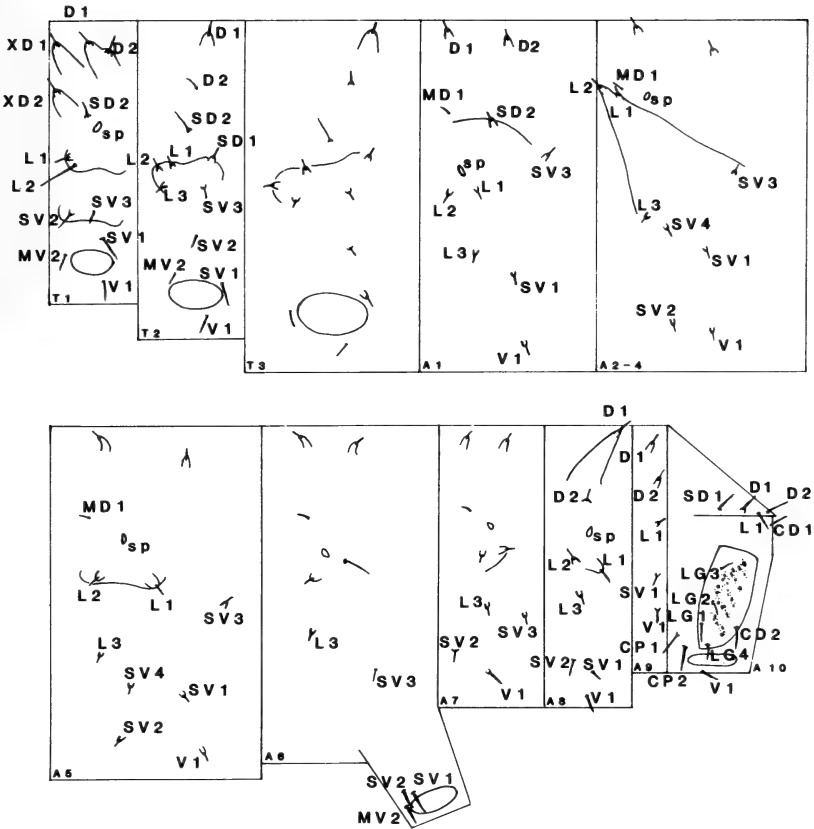 D1
XD1
D2
XD2
SD2
sp
L1
L2
SV3
SV2
SV1
MV2
V1
T1
D1
D2
SD2
SD1
L2
L1
L3
SV3
SV2
MV2
SV1
V1
T2
T3
D1
D2
MD1
SD2
sp
SV3
L1
L2
L3
SV1
V1
A1
L2
MD1
sp
L1
SV3
L3
SV4
SV1
SV2
V1
A2-4
MD1
sp
L2
L1
SV3
L3
SV4
SV1
SV2
V1
A5
L3
SV3
A6
SV2
SV1
MV2
L3
SV3
SV2
V1
A7
D1
D2
sp
L2
L1
L3
SV2
SV1
V1
A8
D1
D2
L1
SV1
V1
A9
SD1
D1
D2
L1
CD1
LG3
LG2
LG1
CD2
CP1
LG4
CP2
V1
A10